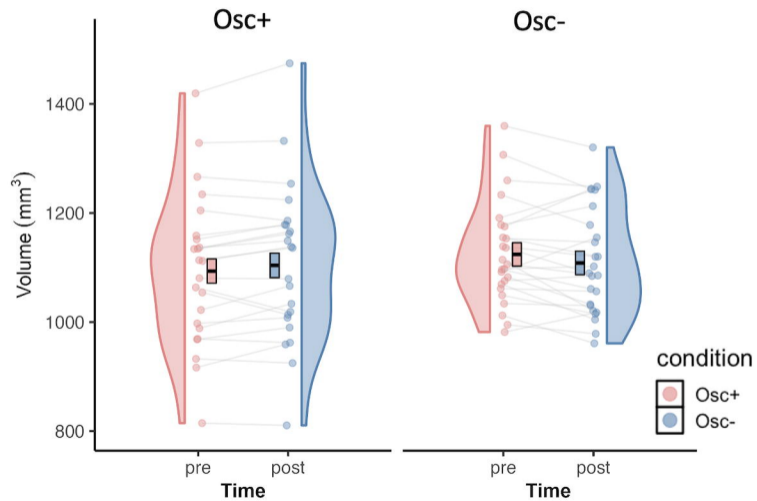 Osc+
Osc-
Volume (mm³)
1400
1200
1000
800
pre
post
pre
post
Time
Time
condition
Osc+
Osc-